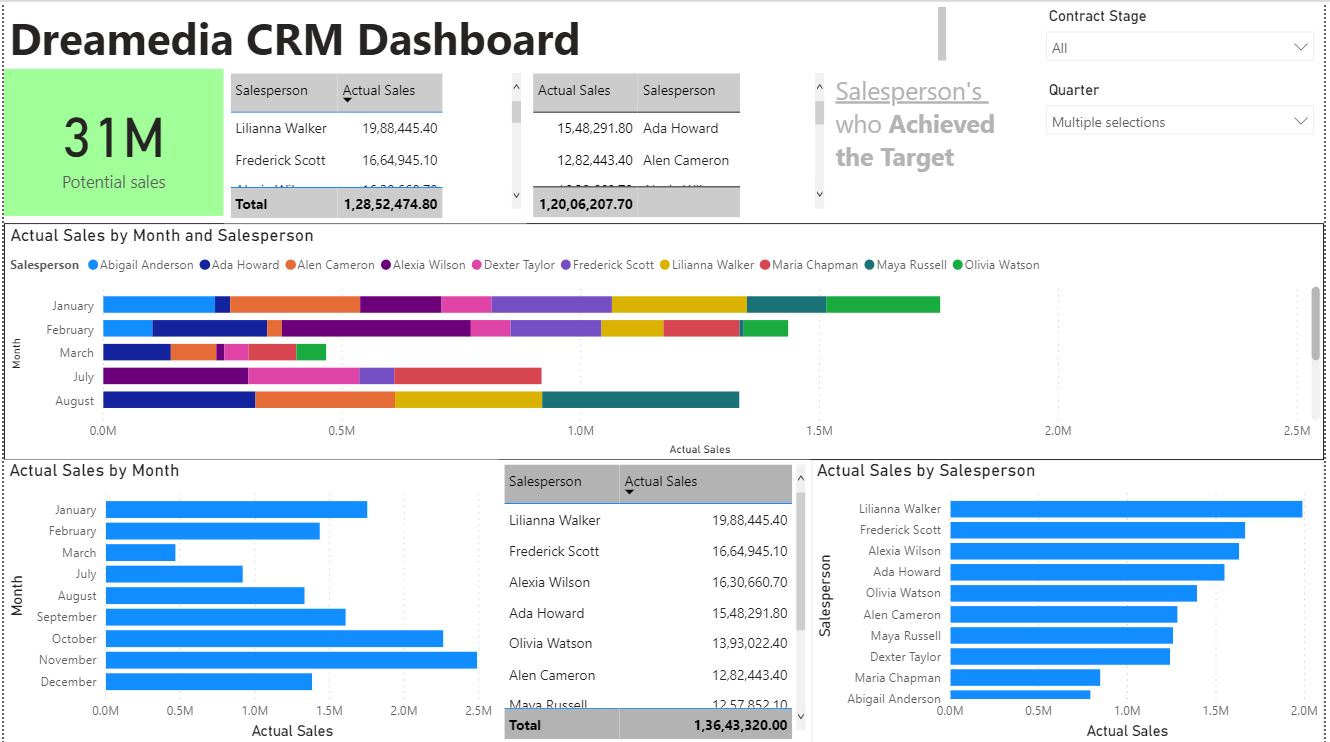 Dreamedia CRM Dashboard
Contract Stage
All
Quarter
Multiple selections
31M
Potential sales
Salesperson Actual Sales
Lilianna Walker 19,88,445.40
Frederick Scott 16,64,945.10
Total 1,28,52,474.80
Actual Sales Salesperson
15,48,291.80 Ada Howard
12,82,443.40 Alen Cameron
1,20,06,207.70
Salesperson's
who Achieved
the Target
Actual Sales by Month and Salesperson
Salesperson Abigail Anderson Ada Howard Alen Cameron Alexia Wilson Dexter Taylor Frederick Scott Lilianna Walker Maria Chapman Maya Russell Olivia Watson
Month
January
February
March
July
August
0.0M 0.5M 1.0M 1.5M 2.0M 2.5M
Actual Sales
Actual Sales by Month
Month
January
February
March
July
August
September
October
November
December
0.0M 0.5M 1.0M 1.5M 2.0M 2.5M
Actual Sales
Salesperson Actual Sales
Lilianna Walker 19,88,445.40
Frederick Scott 16,64,945.10
Alexia Wilson 16,30,660.70
Ada Howard 15,48,291.80
Olivia Watson 13,93,022.40
Alen Cameron 12,82,443.40
Maya Russell 12,57,852.10
Total 1,36,43,320.00
Actual Sales by Salesperson
Salesperson
Lilianna Walker
Frederick Scott
Alexia Wilson
Ada Howard
Olivia Watson
Alen Cameron
Maya Russell
Dexter Taylor
Maria Chapman
Abigail Anderson
0.0M 0.5M 1.0M 1.5M 2.0M
Actual Sales